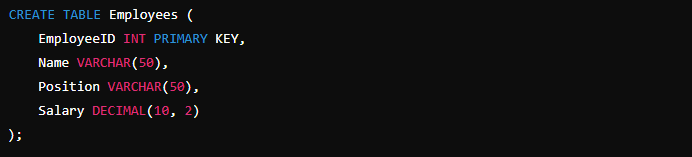 CREATE TABLE Employees (
    EmployeeID INT PRIMARY KEY,
    Name VARCHAR(50),
    Position VARCHAR(50),
    Salary DECIMAL(10, 2)
);